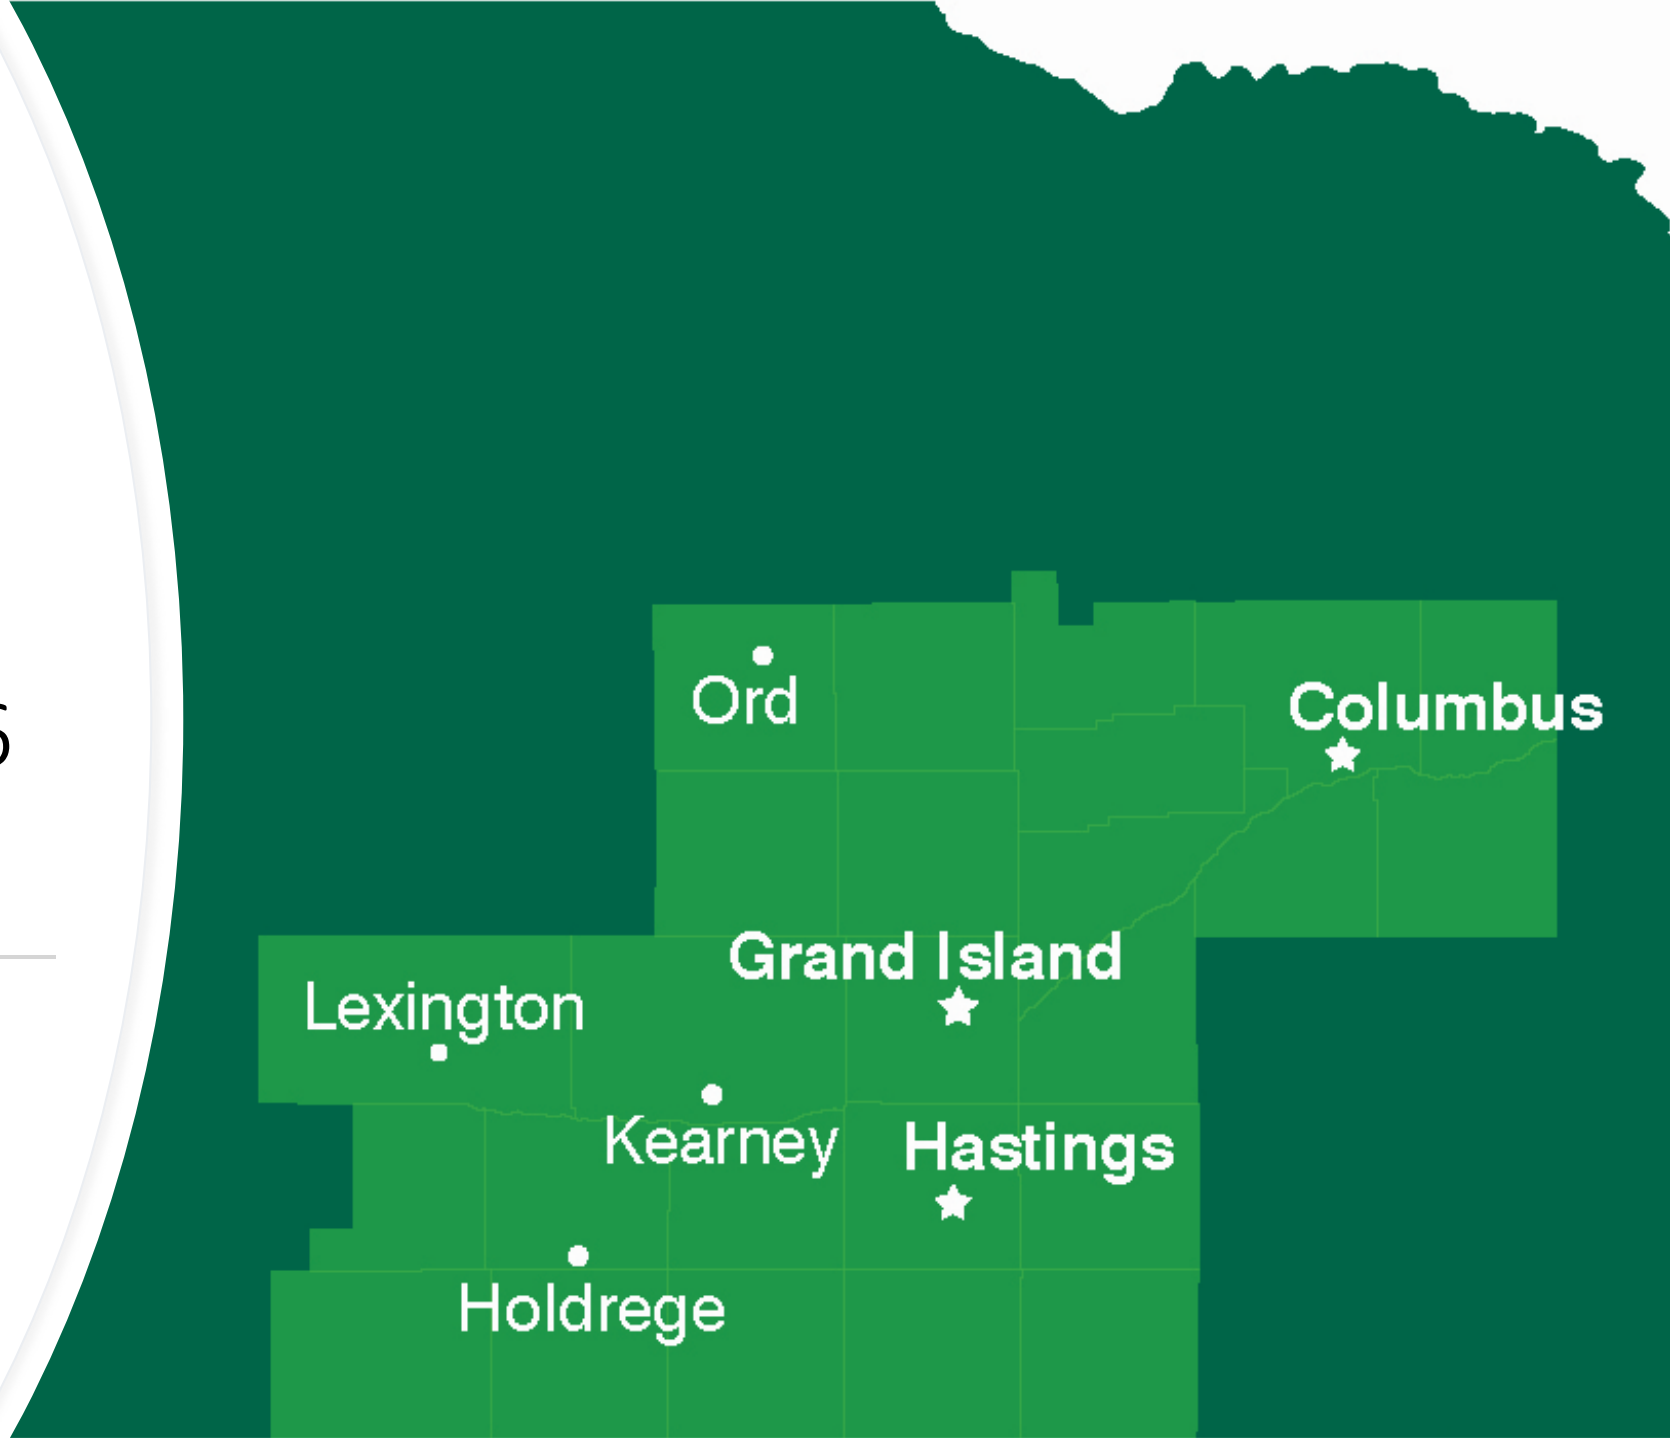 Ord
Columbus
Grand Island
Lexington
Kearney
Hastings
Holdrege